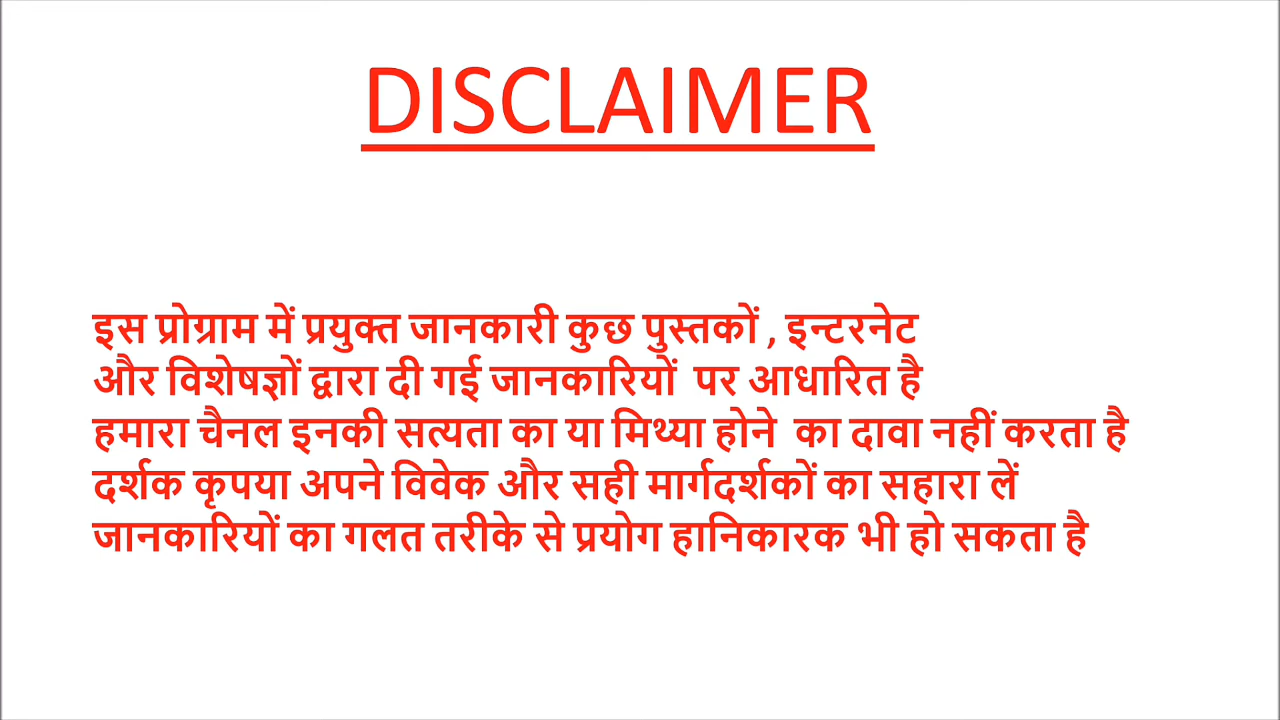 DISCLAIMER
इस प्रोग्राम में प्रयुक्त जानकारी कुछ पुस्तकों , इन्टरनेट
और विशेषज्ञों द्वारा दी गई जानकारियों पर आधारित है
हमारा चैनल इनकी सत्यता का या मिथ्या होने का दावा नहीं करता है
दर्शक कृपया अपने विवेक और सही मार्गदर्शकों का सहारा लें
जानकारियों का गलत तरीके से प्रयोग हानिकारक भी हो सकता है